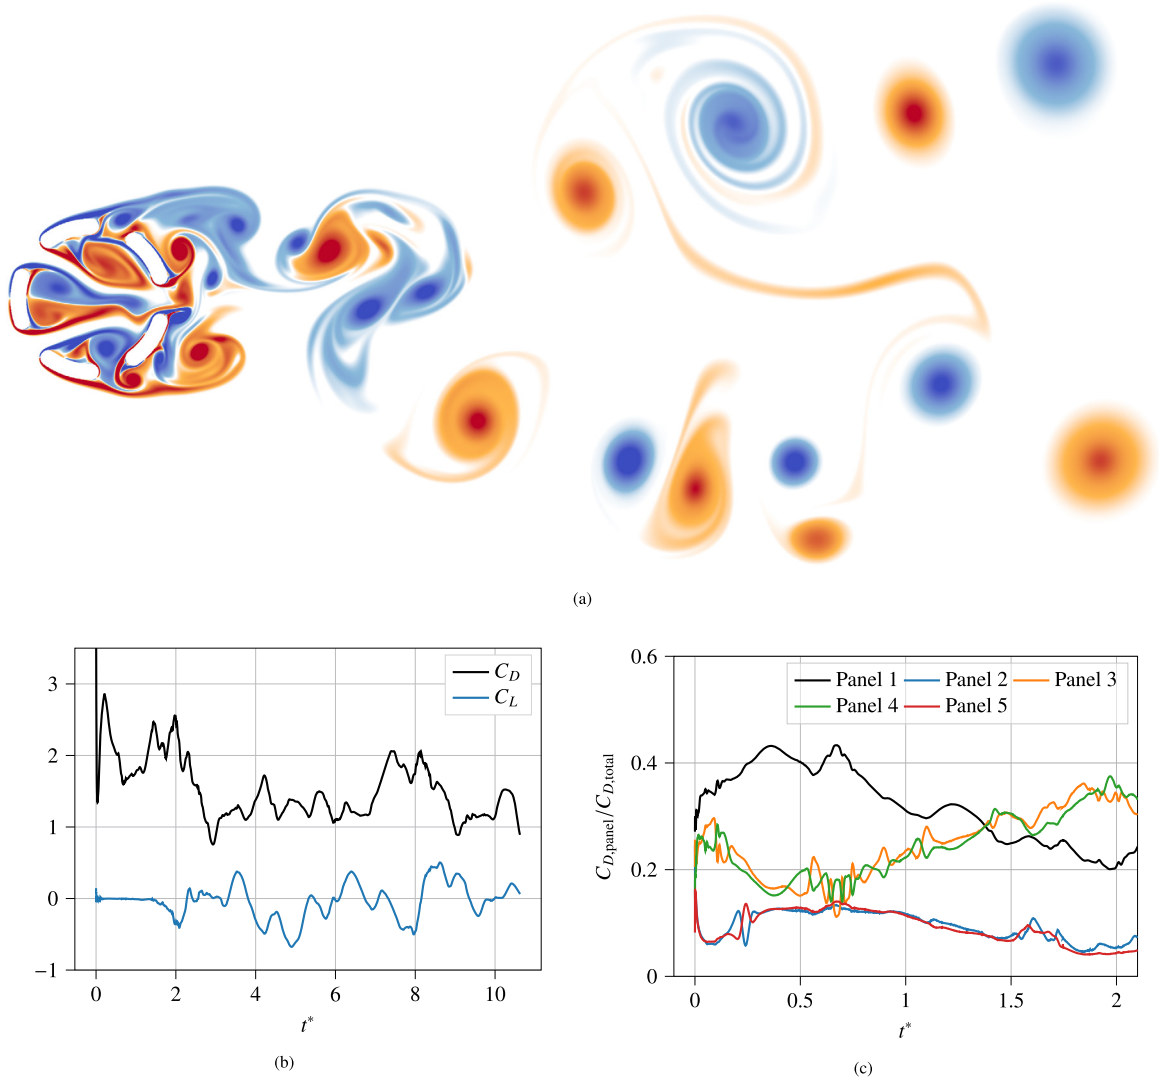 (a)
3
2
1
0
−1
C_D
C_L
0 2 4 6 8 10
t*
(b)
0.6
0.4
0.2
0
C_{D,panel}/C_{D,total}
Panel 1 Panel 2 Panel 3
Panel 4 Panel 5
0 0.5 1 1.5 2
t*
(c)